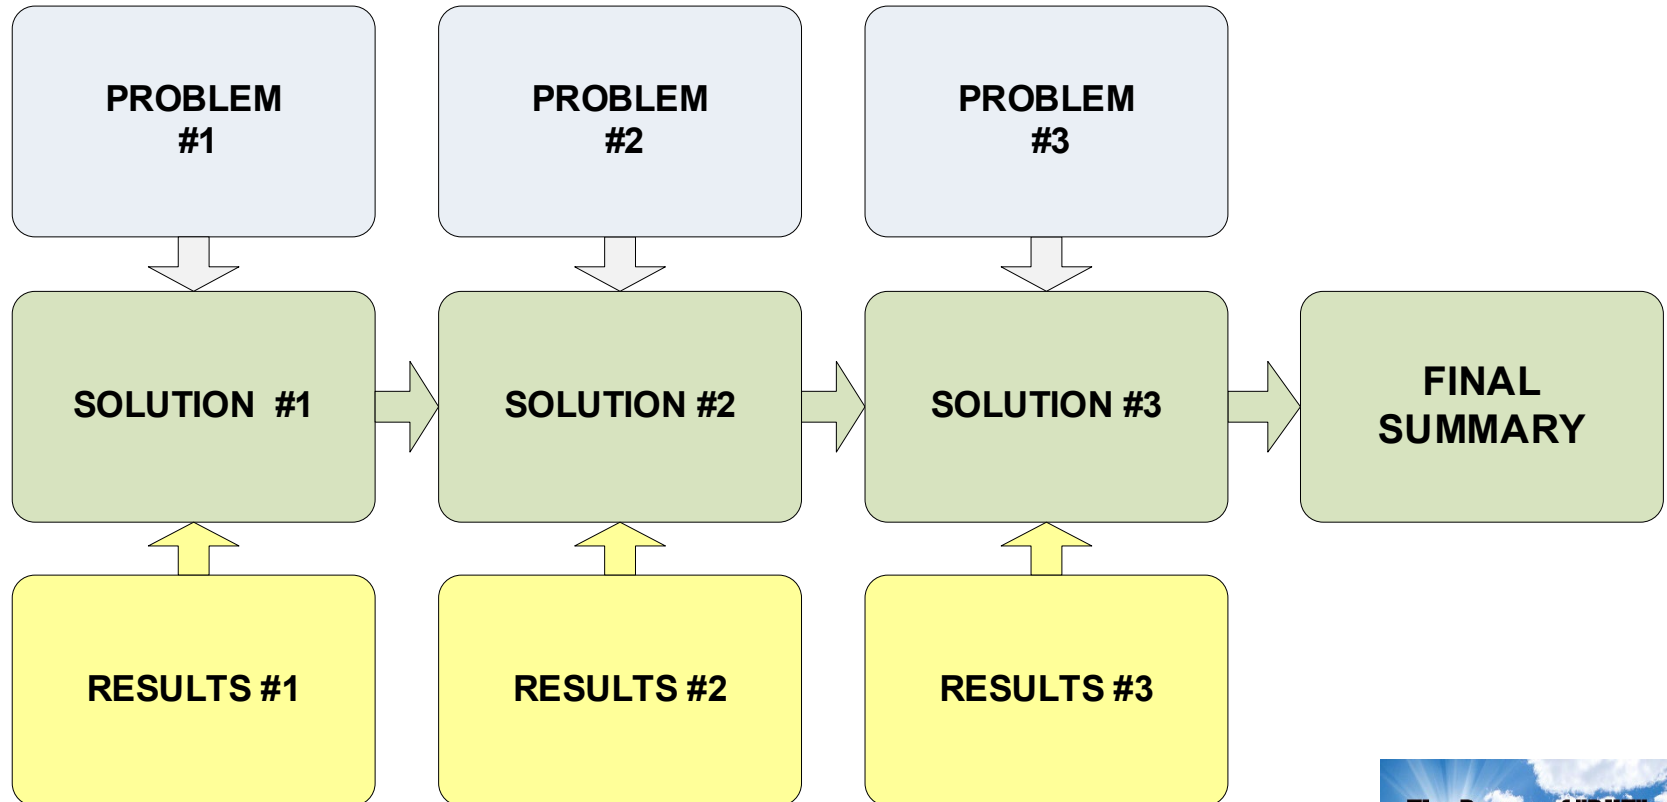 PROBLEM
#1
PROBLEM
#2
PROBLEM
#3
SOLUTION #1
SOLUTION #2
SOLUTION #3
FINAL
SUMMARY
RESULTS #1
RESULTS #2
RESULTS #3